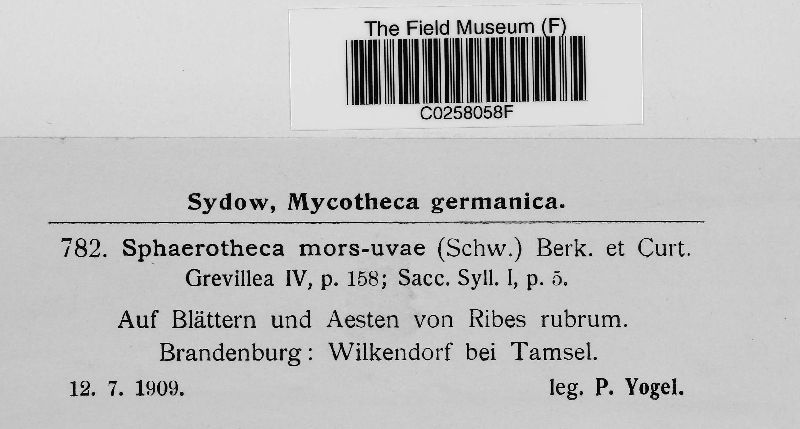 The Field Museum (F)
C0258058F
Sydow, Mycotheca germanica.
782. Sphaerotheca mors-uvae (Schw.) Berk. et Curt.
Grevillea IV, p. 158; Sacc. Syll. I, p. 5.
Auf Blättern und Aesten von Ribes rubrum.
Brandenburg: Wilkendorf bei Tamsel.
12. 7. 1909. leg. P. Vogel.